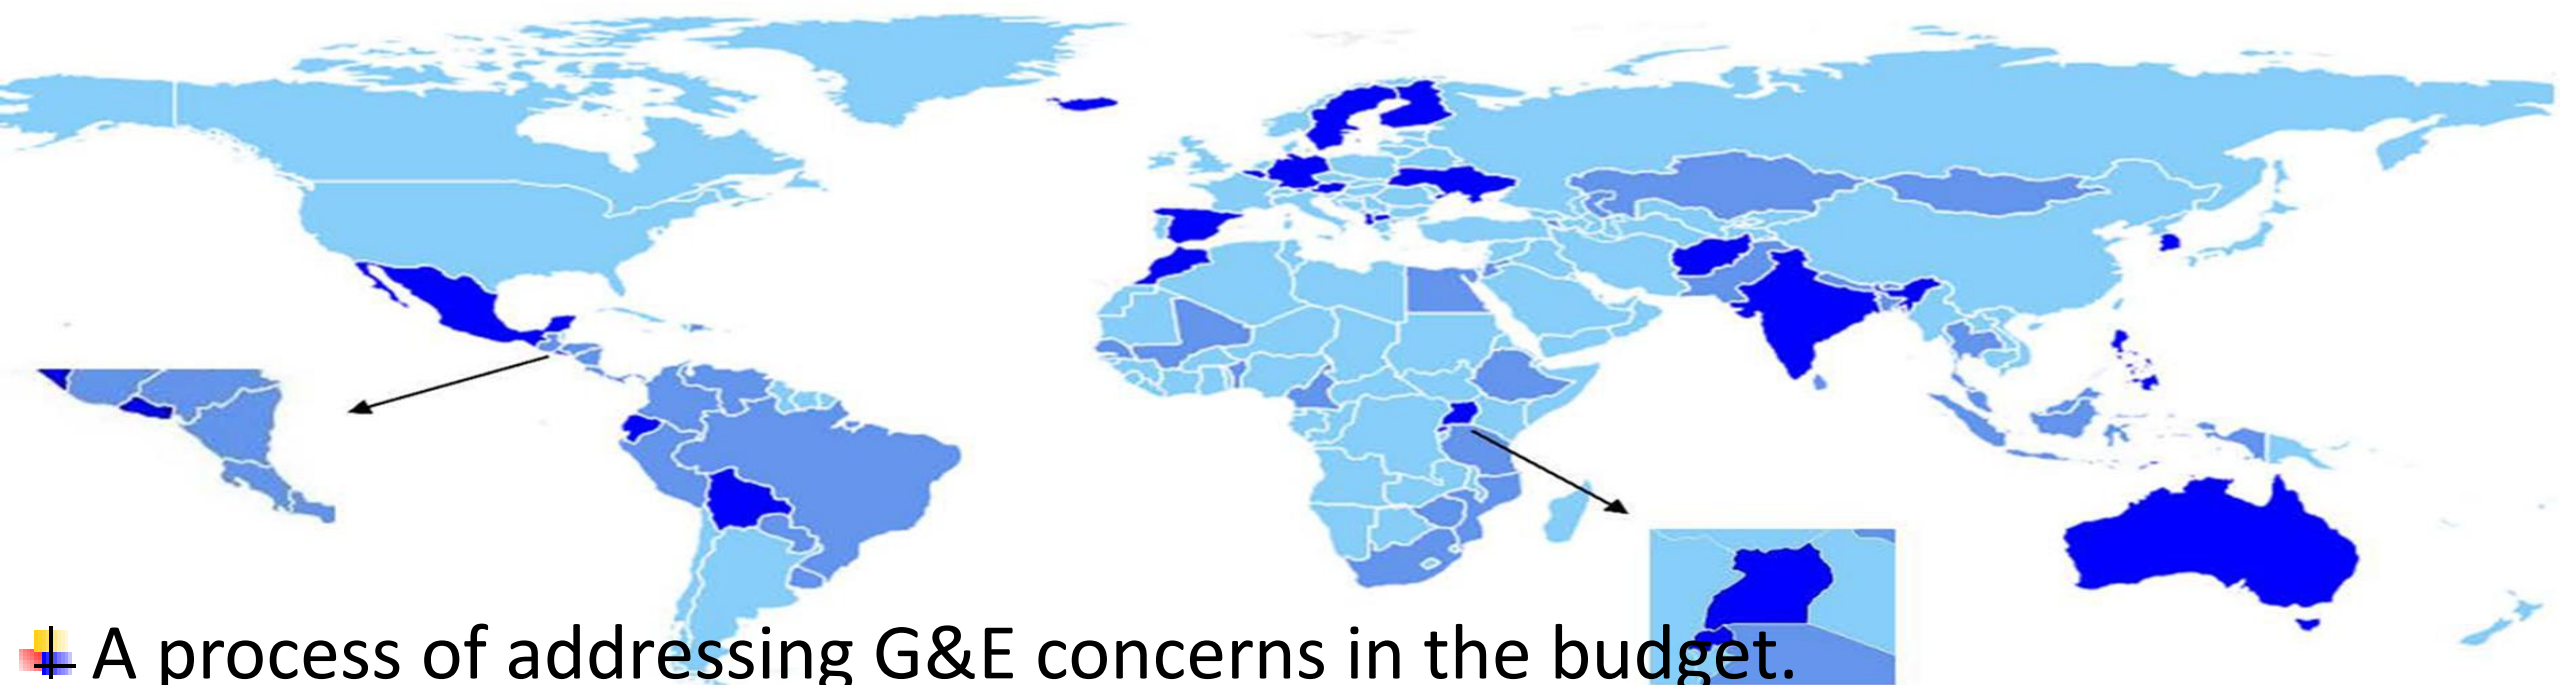 A process of addressing G&E concerns in the budget.